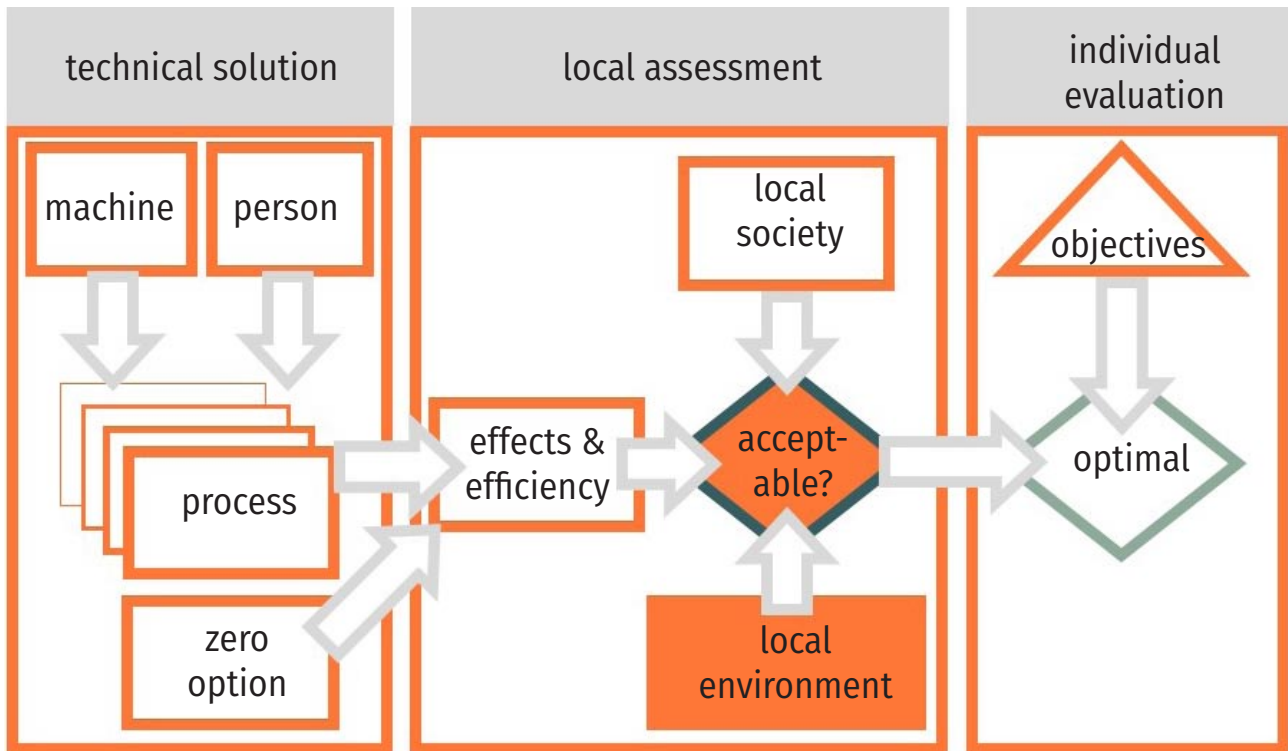 technical solution
local assessment
individual
evaluation
machine
person
process
zero
option
effects &
efficiency
local
society
accept-
able?
local
environment
objectives
optimal